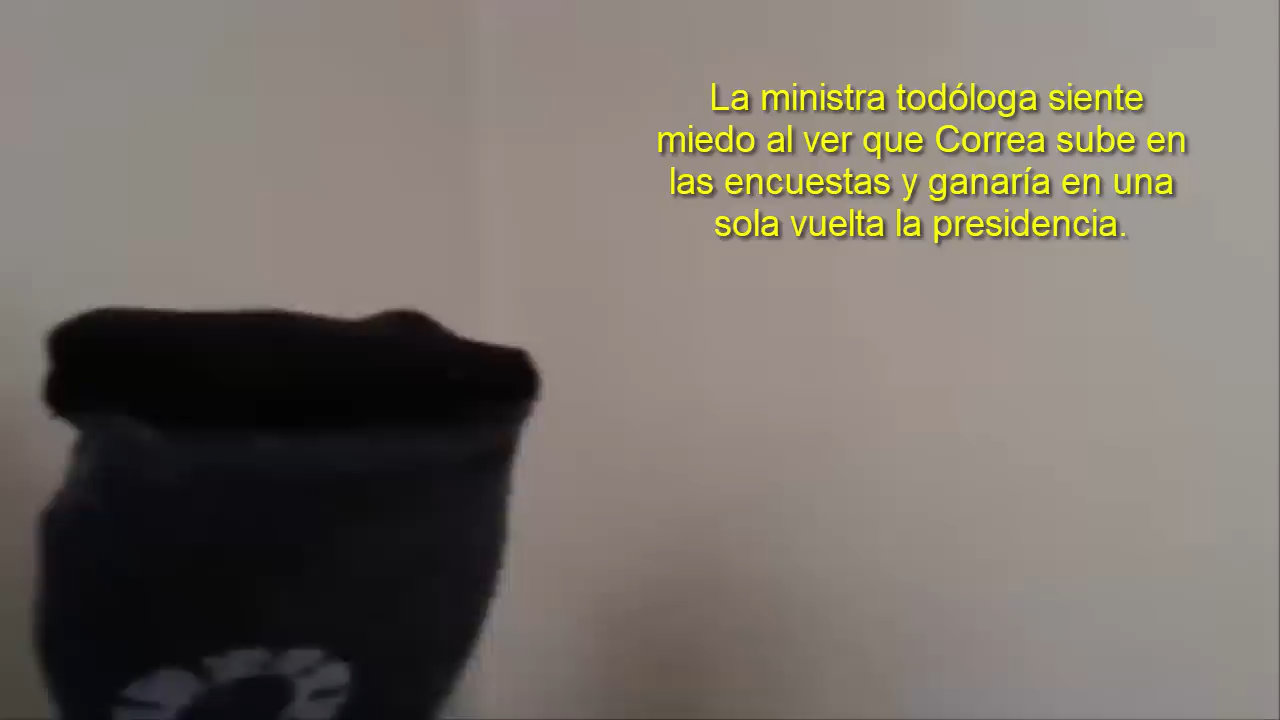 La ministra todóloga siente
miedo al ver que Correa sube en
las encuestas y ganaría en una
sola vuelta la presidencia.